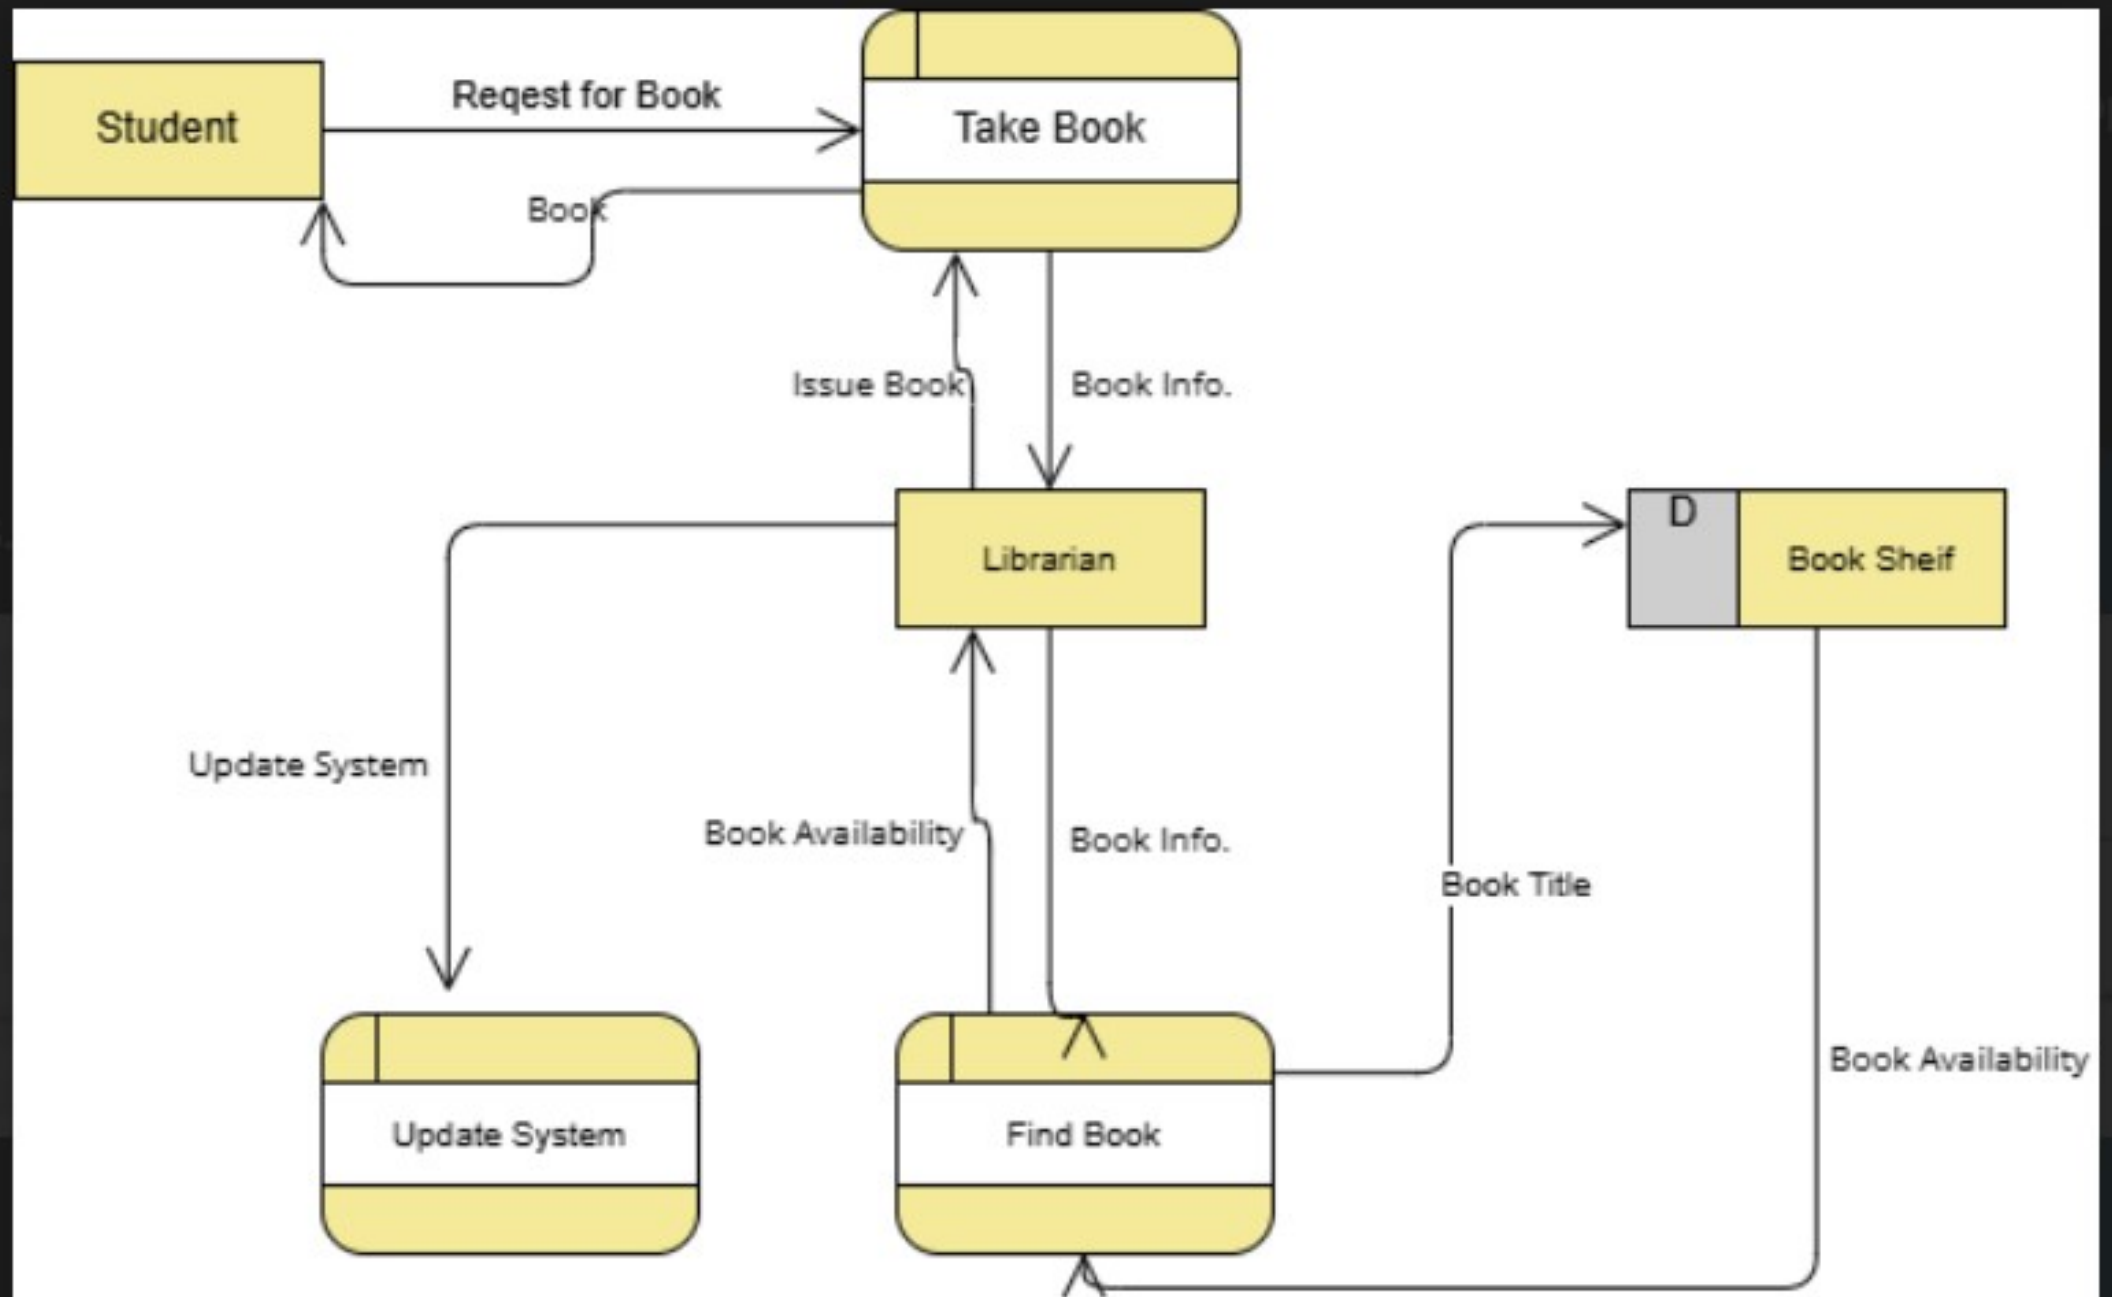 Reqest for Book
Student
Take Book
Book
Issue Book
Book Info.
D
Librarian
Book Sheif
Update System
Book Availability
Book Info.
Book Title
Book Availability
Update System
Find Book